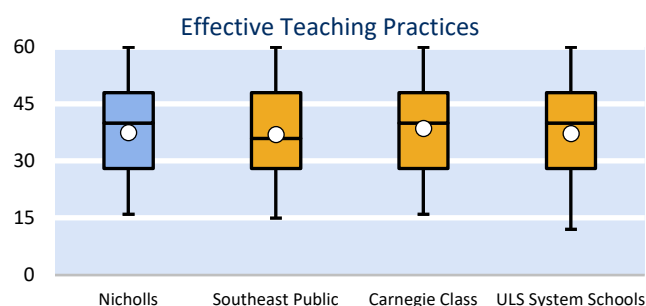 Effective Teaching Practices
60
45
30
15
0
Nicholls
Southeast Public
Carnegie Class
ULS System Schools